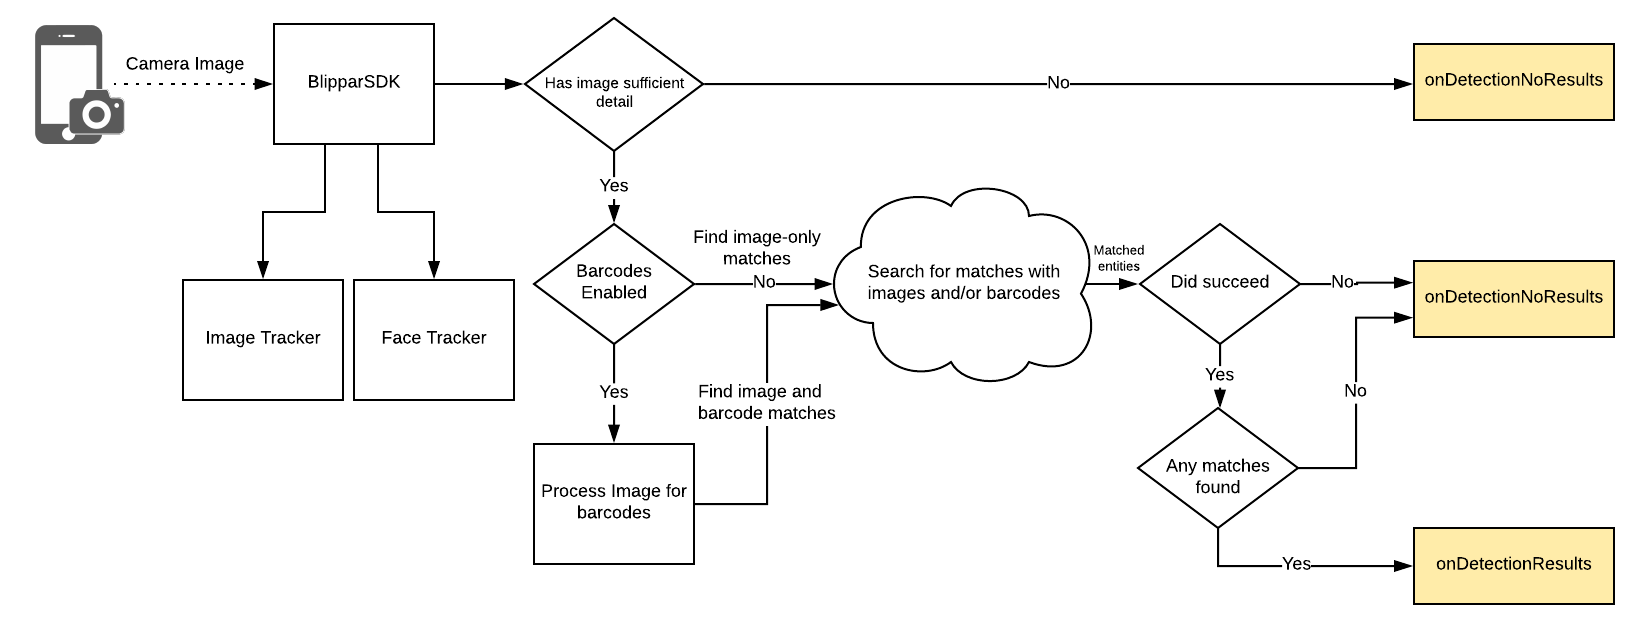 Camera Image
BlipparSDK
Has image sufficient
detail
No
onDetectionNoResults
Yes
Find image-only
matches
No
Barcodes
Enabled
Search for matches with
images and/or barcodes
Matched
entities
Did succeed
No
onDetectionNoResults
Image Tracker
Face Tracker
Yes
Find image and
barcode matches
Yes
No
Process Image for
barcodes
Any matches
found
Yes
onDetectionResults